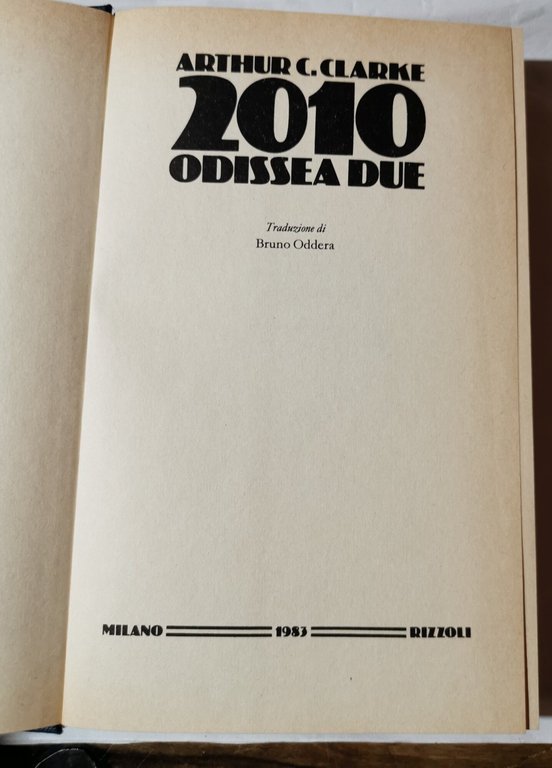 ARTHUR C. CLARKE
2010
ODISSEA DUE
Traduzione di
Bruno Oddera
MILANO 1983 RIZZOLI